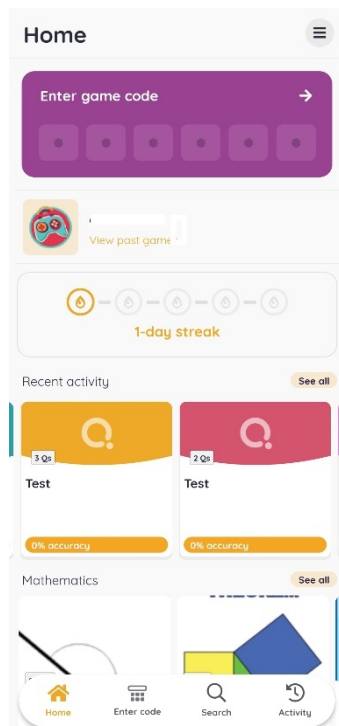 Home
Enter game code
View past game
1-day streak
Recent activity
See all
3 Qs
2 Qs
Test
Test
0% accuracy
0% accuracy
Mathematics
See all
Home
Enter code
Search
Activity